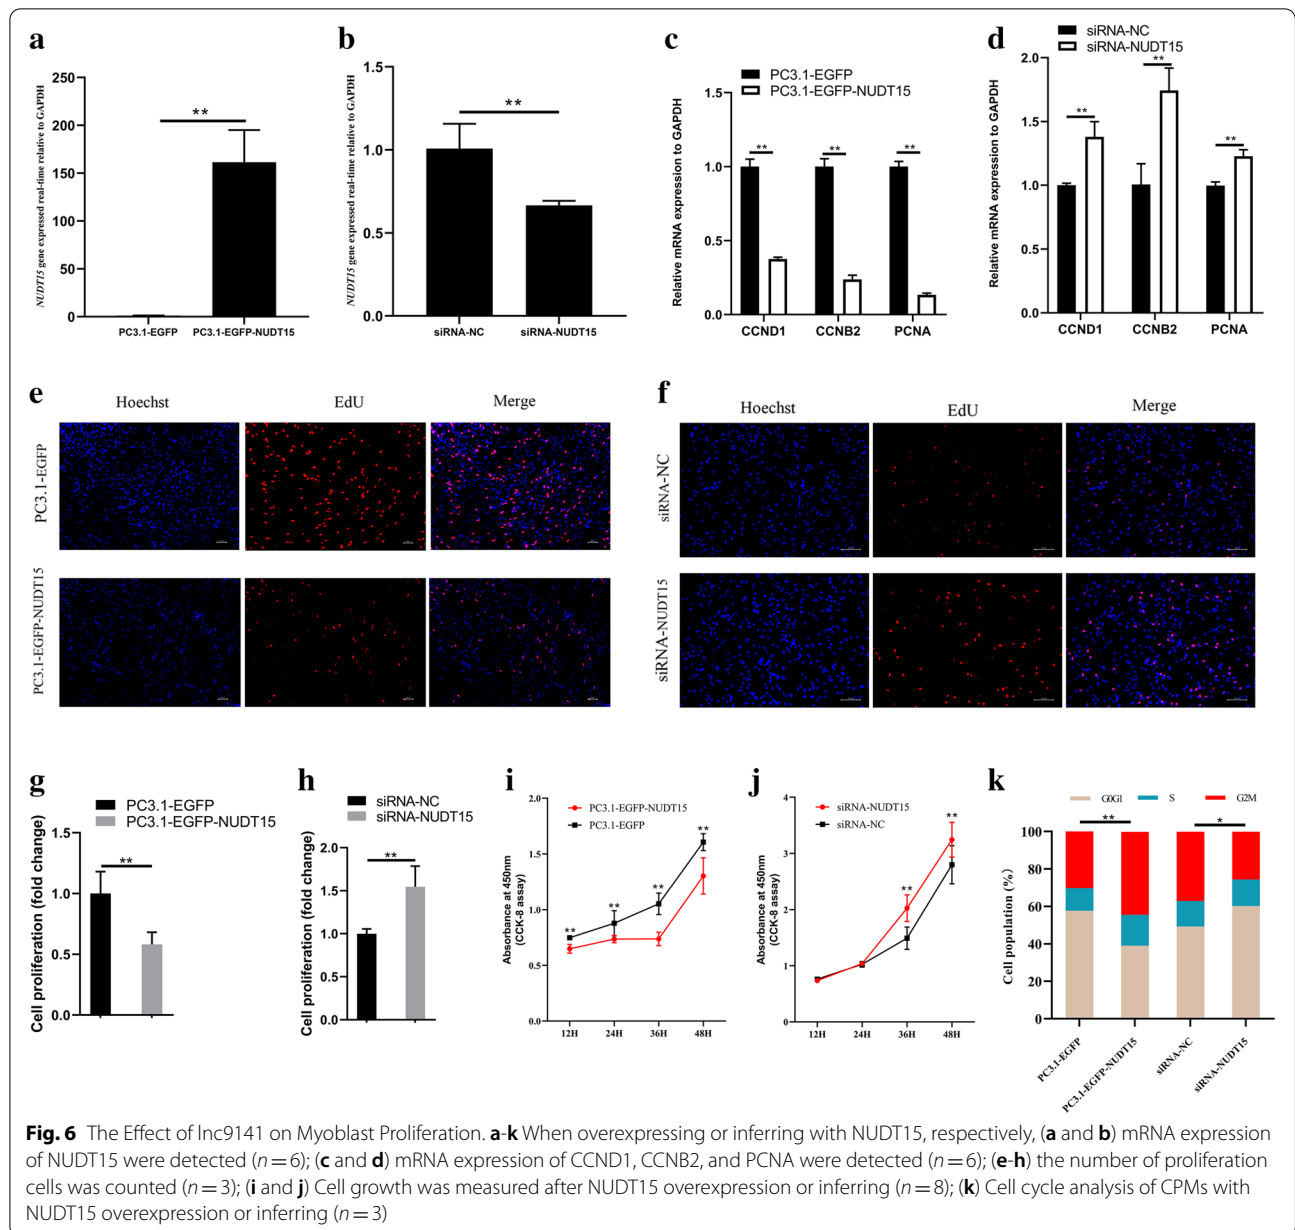 a
NUDT15 gene expressed real-time relative to GAPDH
250
200
150
100
50
0
**
PC3.1-EGFP
PC3.1-EGFP-NUDT15
b
NUDT15 gene expressed real-time relative to GAPDH
1.5
1.0
0.5
0.0
**
siRNA-NC
siRNA-NUDT15
c
PC3.1-EGFP
PC3.1-EGFP-NUDT15
Relative mRNA expression to GAPDH
1.5
1.0
0.5
0.0
**
**
**
CCND1
CCNB2
PCNA
d
siRNA-NC
siRNA-NUDT15
Relative mRNA expression to GAPDH
2.0
1.5
1.0
0.5
0.0
**
**
**
CCND1
CCNB2
PCNA
e
Hoechst
EdU
Merge
PC3.1-EGFP
PC3.1-EGFP-NUDT15
f
Hoechst
EdU
Merge
siRNA-NC
siRNA-NUDT15
g
PC3.1-EGFP
PC3.1-EGFP-NUDT15
Cell proliferation (fold change)
1.5
1.0
0.5
0.0
**
h
siRNA-NC
siRNA-NUDT15
Cell proliferation (fold change)
2.0
1.5
1.0
0.5
0.0
**
i
PC3.1-EGFP-NUDT15
PC3.1-EGFP
Absorbance at 450nm
(CCK-8 assay)
2.0
1.5
1.0
0.5
0.0
**
**
**
**
12H
24H
36H
48H
j
siRNA-NUDT15
siRNA-NC
Absorbance at 450nm
(CCK-8 assay)
4
3
2
1
0
**
**
12H
24H
36H
48H
k
G0G1
S
G2M
Cell population (%)
100
80
60
40
20
0
**
*
PC3.1-EGFP
PC3.1-EGFP-NUDT15
siRNA-NC
siRNA-NUDT15
Fig. 6 The Effect of lnc9141 on Myoblast Proliferation. a-k When overexpressing or inferring with NUDT15, respectively, (a and b) mRNA expression
of NUDT15 were detected (n = 6); (c and d) mRNA expression of CCND1, CCNB2, and PCNA were detected (n = 6); (e-h) the number of proliferation
cells was counted (n = 3); (i and j) Cell growth was measured after NUDT15 overexpression or inferring (n = 8); (k) Cell cycle analysis of CPMs with
NUDT15 overexpression or inferring (n = 3)